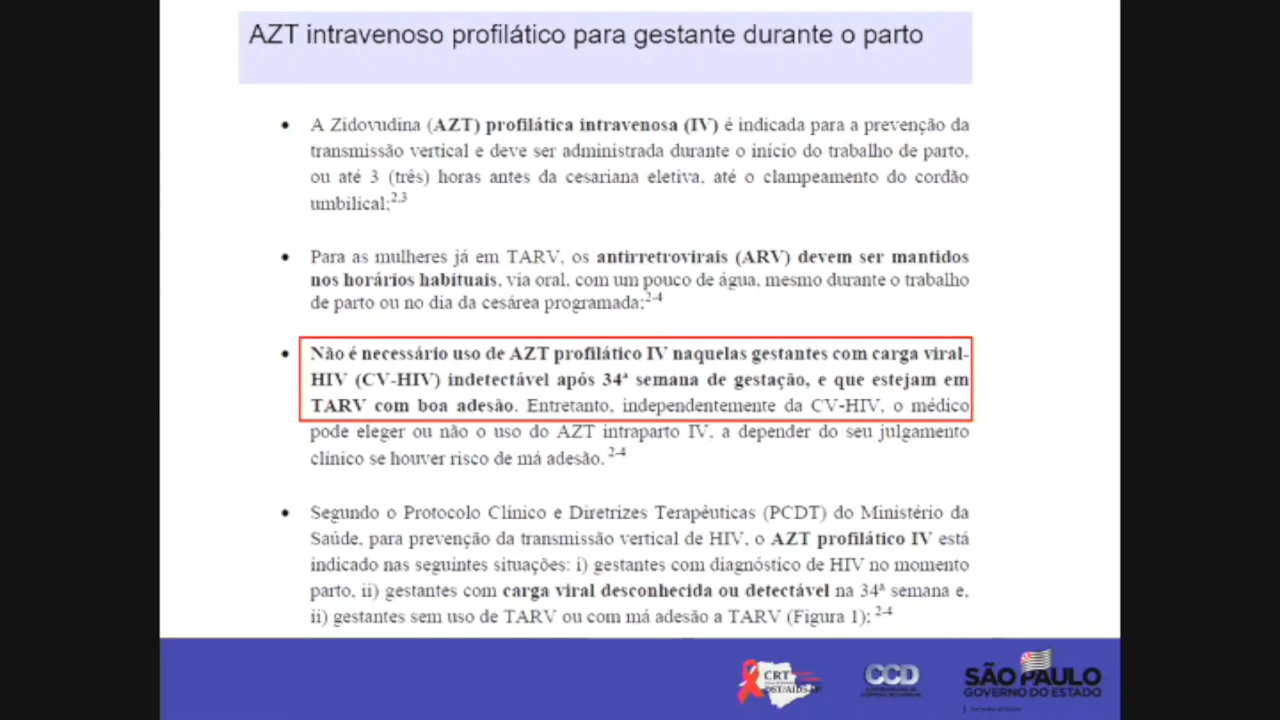 AZT intravenoso profilático para gestante durante o parto
• A Zidovudina (AZT) profilática intravenosa (IV) é indicada para a prevenção da
transmissão vertical e deve ser administrada durante o início do trabalho de parto,
ou até 3 (três) horas antes da cesariana eletiva, até o clampeamento do cordão
umbilical;2,3
• Para as mulheres já em TARV, os antirretrovirais (ARV) devem ser mantidos
nos horários habituais, via oral, com um pouco de água, mesmo durante o trabalho
de parto ou no dia da cesárea programada;2-4
• Não é necessário uso de AZT profilático IV naquelas gestantes com carga viral-
HIV (CV-HIV) indetectável após 34ª semana de gestação, e que estejam em
TARV com boa adesão. Entretanto, independentemente da CV-HIV, o médico
pode eleger ou não o uso do AZT intraparto IV, a depender do seu julgamento
clínico se houver risco de má adesão. 2-4
• Segundo o Protocolo Clínico e Diretrizes Terapêuticas (PCDT) do Ministério da
Saúde, para prevenção da transmissão vertical de HIV, o AZT profilático IV está
indicado nas seguintes situações: i) gestantes com diagnóstico de HIV no momento
parto, ii) gestantes com carga viral desconhecida ou detectável na 34ª semana e,
ii) gestantes sem uso de TARV ou com má adesão a TARV (Figura 1); 2-4
CRT
DST/AIDS-SP
CCD
SÃO PAULO
GOVERNO DO ESTADO